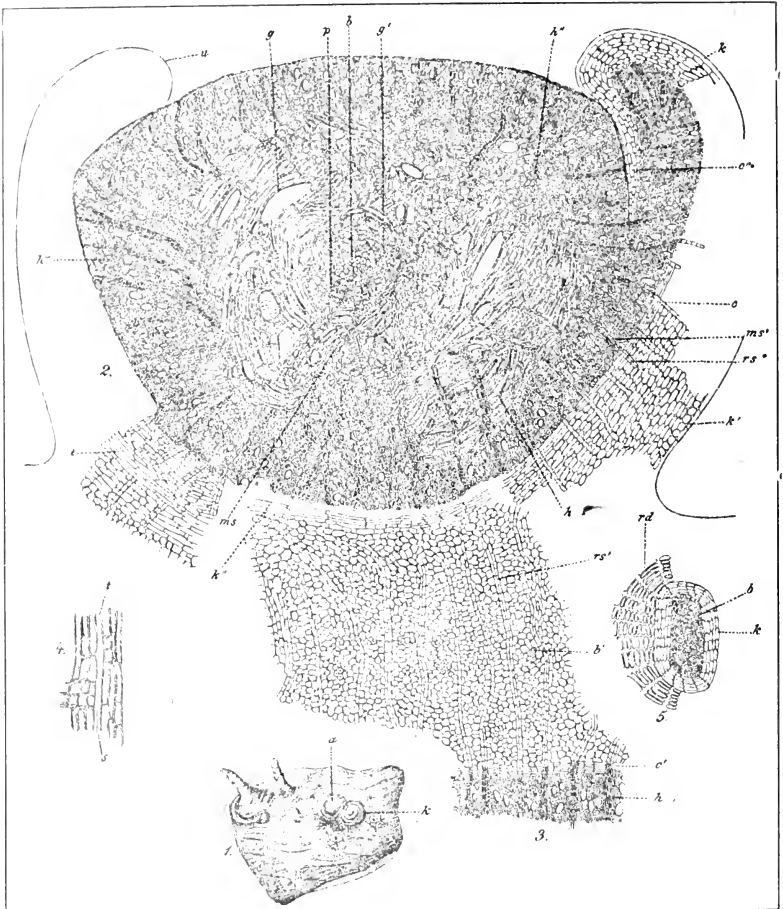 u
g
p
b
g'
h"
k
h"
c
2.
ms°
rs°
k'
t
ms
k
h
rs'
b'
rd
b
k
5.
t
4.
s
a
k
1.
c'
h
3.